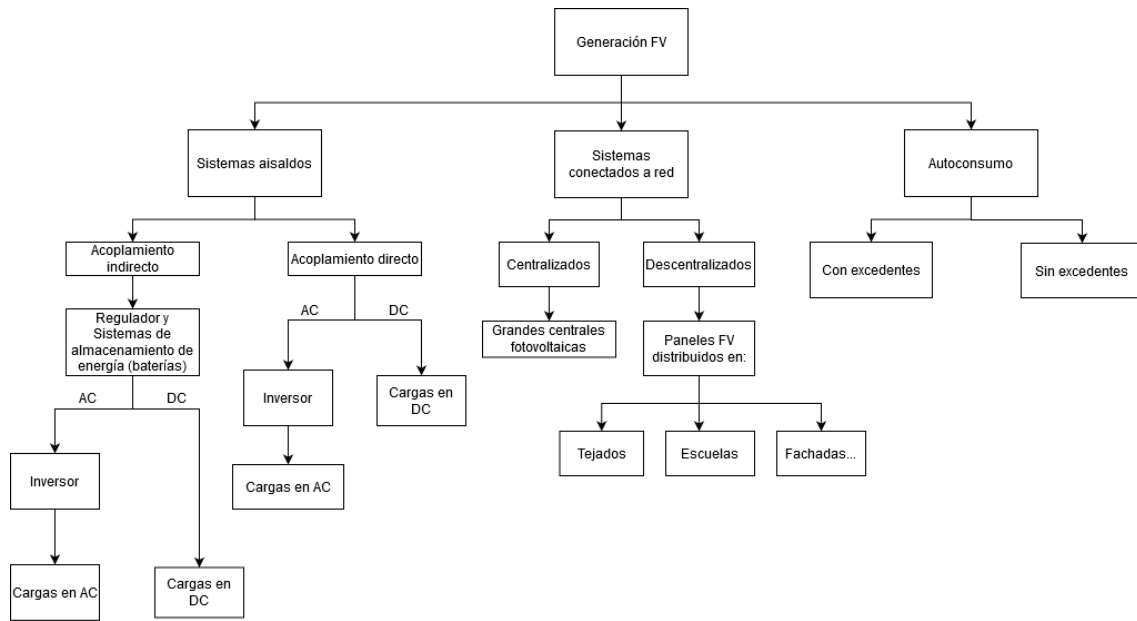 Generación FV
Sistemas aisaldos
Sistemas
conectados a red
Autoconsumo
Acoplamiento
indirecto
Acoplamiento directo
Centralizados
Descentralizados
Con excedentes
Sin excedentes
AC
DC
Regulador y
Sistemas de
almacenamiento de
energía (baterías)
Grandes centrales
fotovoltaicas
Paneles FV
distribuidos en:
Inversor
Cargas en
DC
AC
DC
Tejados
Escuelas
Fachadas...
Inversor
Cargas en AC
Cargas en AC
Cargas en
DC